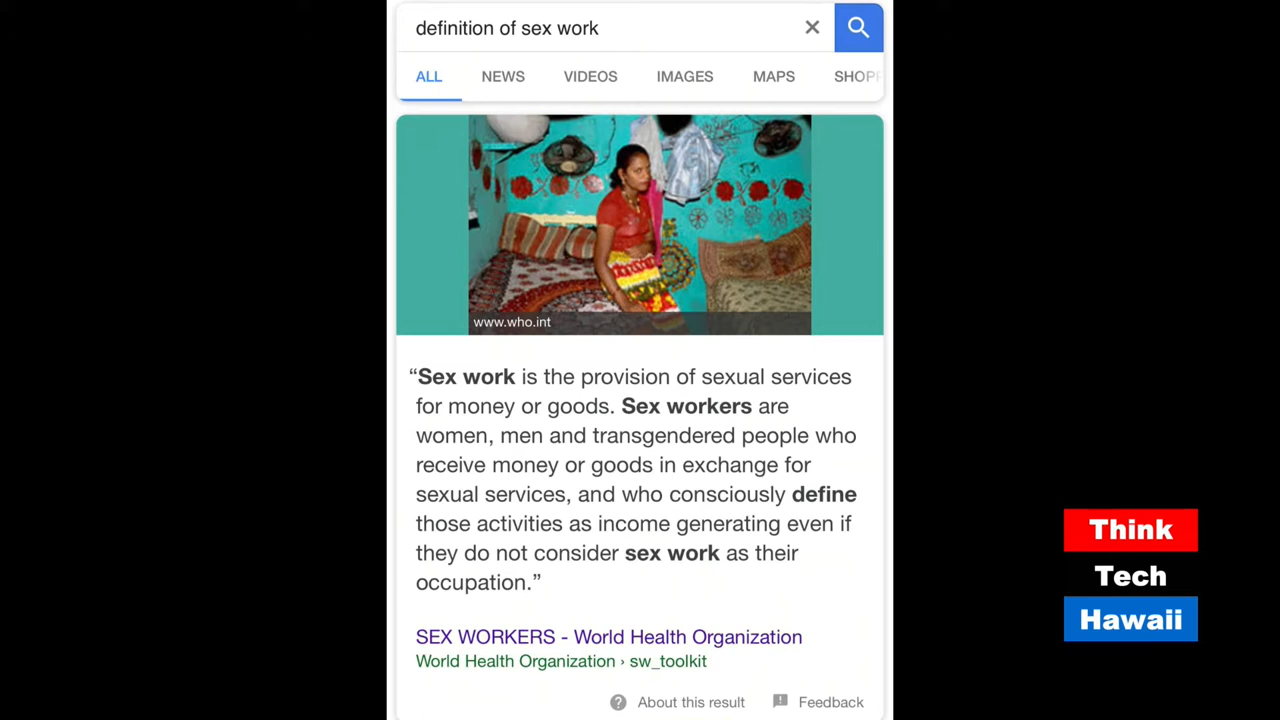 definition of sex work
ALL NEWS VIDEOS IMAGES MAPS SHOPP
www.who.int
“Sex work is the provision of sexual services
for money or goods. Sex workers are
women, men and transgendered people who
receive money or goods in exchange for
sexual services, and who consciously define
those activities as income generating even if
they do not consider sex work as their
occupation.”
SEX WORKERS - World Health Organization
World Health Organization › sw_toolkit
About this result Feedback
Think
Tech
Hawaii